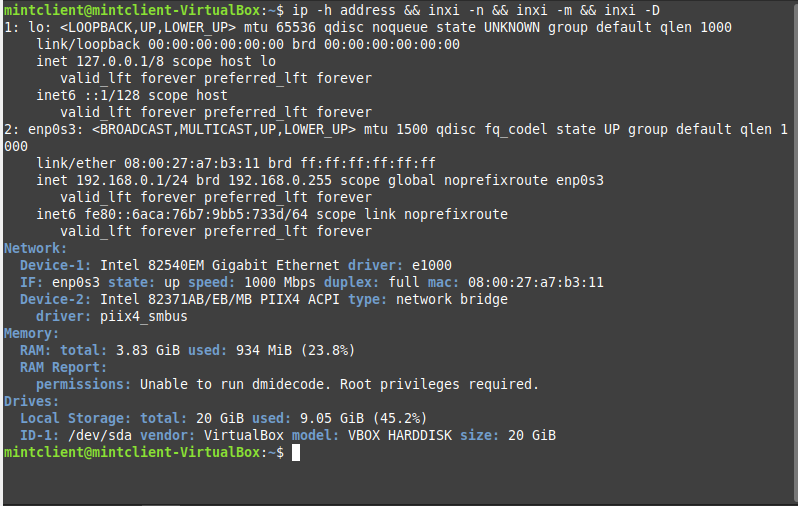 mintclient@mintclient-VirtualBox:~$ ip -h address && inxi -n && inxi -m && inxi -D
1: lo: <LOOPBACK,UP,LOWER_UP> mtu 65536 qdisc noqueue state UNKNOWN group default qlen 1000
    link/loopback 00:00:00:00:00:00 brd 00:00:00:00:00:00
    inet 127.0.0.1/8 scope host lo
       valid_lft forever preferred_lft forever
    inet6 ::1/128 scope host
       valid_lft forever preferred_lft forever
2: enp0s3: <BROADCAST,MULTICAST,UP,LOWER_UP> mtu 1500 qdisc fq_codel state UP group default qlen 1
000
    link/ether 08:00:27:a7:b3:11 brd ff:ff:ff:ff:ff:ff
    inet 192.168.0.1/24 brd 192.168.0.255 scope global noprefixroute enp0s3
       valid_lft forever preferred_lft forever
    inet6 fe80::6aca:76b7:9bb5:733d/64 scope link noprefixroute
       valid_lft forever preferred_lft forever
Network:
  Device-1: Intel 82540EM Gigabit Ethernet driver: e1000
  IF: enp0s3 state: up speed: 1000 Mbps duplex: full mac: 08:00:27:a7:b3:11
  Device-2: Intel 82371AB/EB/MB PIIX4 ACPI type: network bridge
    driver: piix4_smbus
Memory:
  RAM: total: 3.83 GiB used: 934 MiB (23.8%)
  RAM Report:
    permissions: Unable to run dmidecode. Root privileges required.
Drives:
  Local Storage: total: 20 GiB used: 9.05 GiB (45.2%)
  ID-1: /dev/sda vendor: VirtualBox model: VBOX HARDDISK size: 20 GiB
mintclient@mintclient-VirtualBox:~$